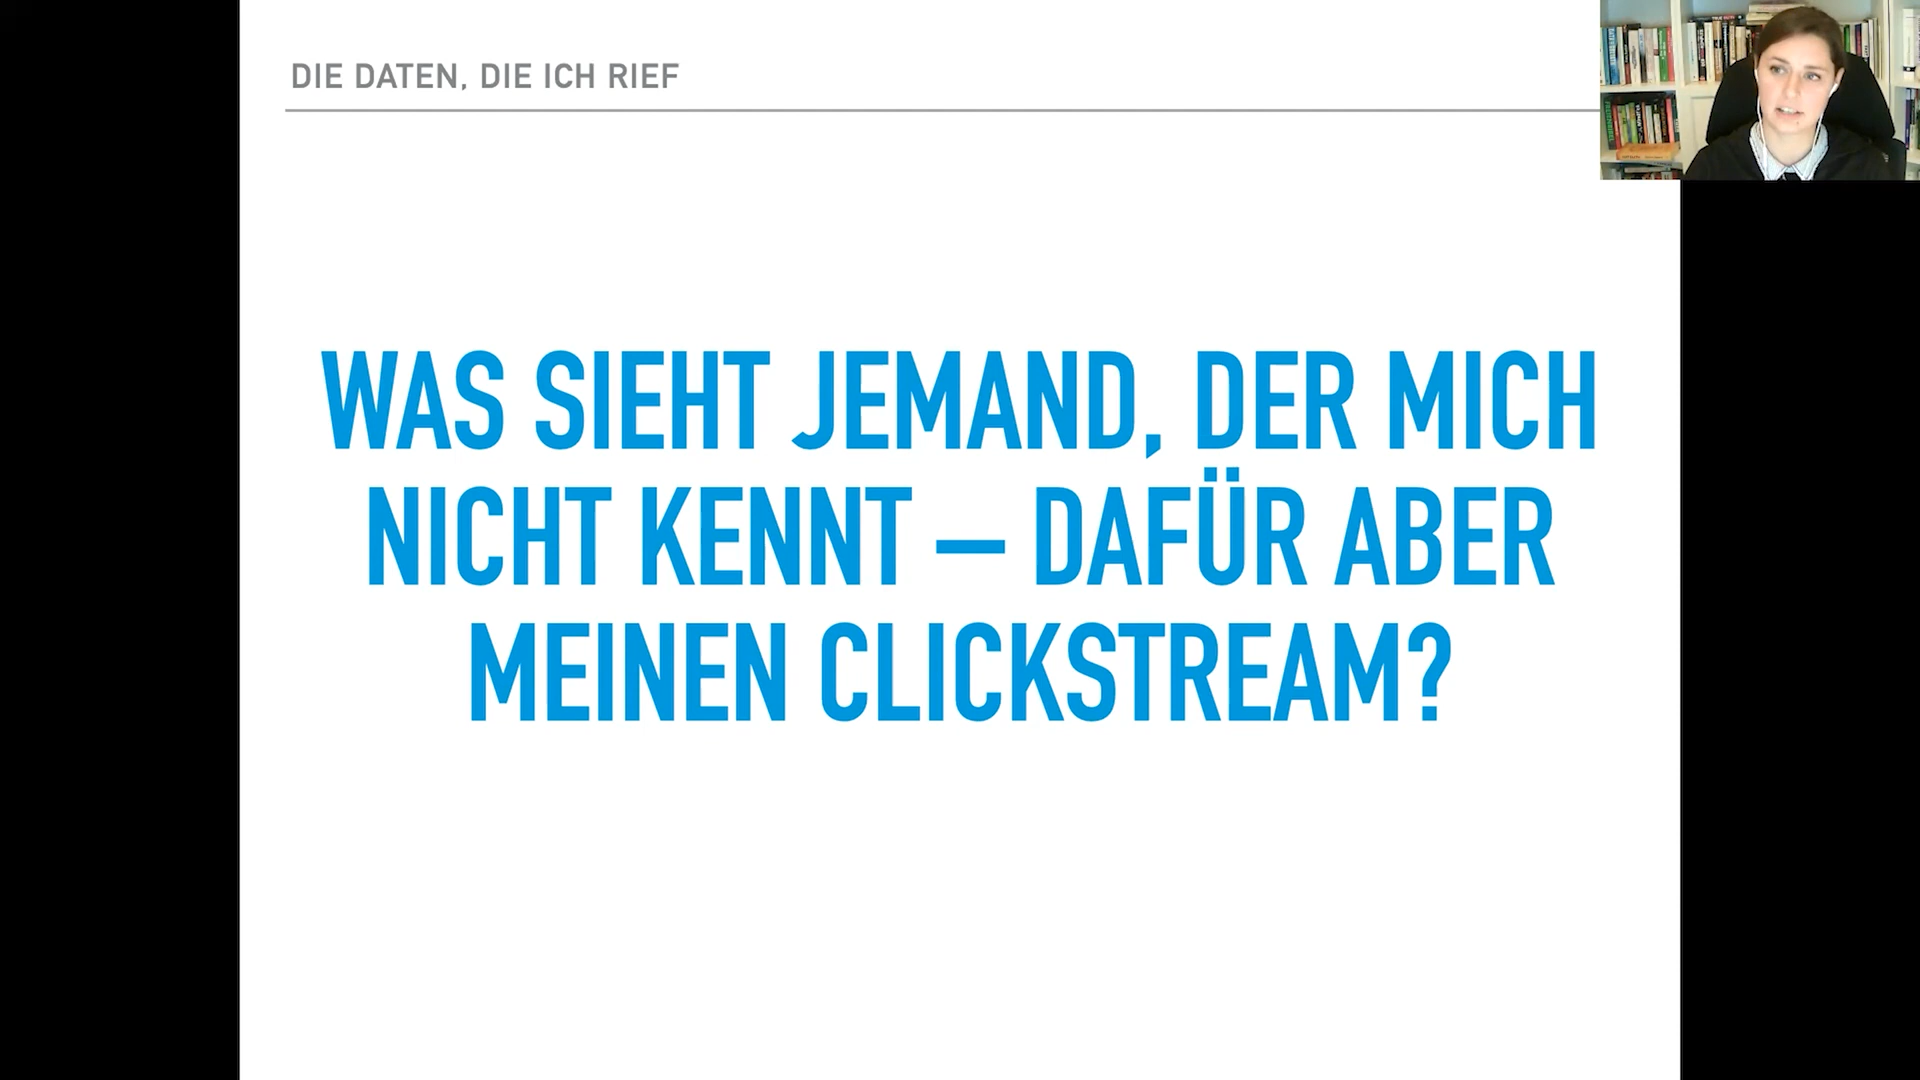 DIE DATEN, DIE ICH RIEF
WAS SIEHT JEMAND, DER MICH
NICHT KENNT – DAFÜR ABER
MEINEN CLICKSTREAM?